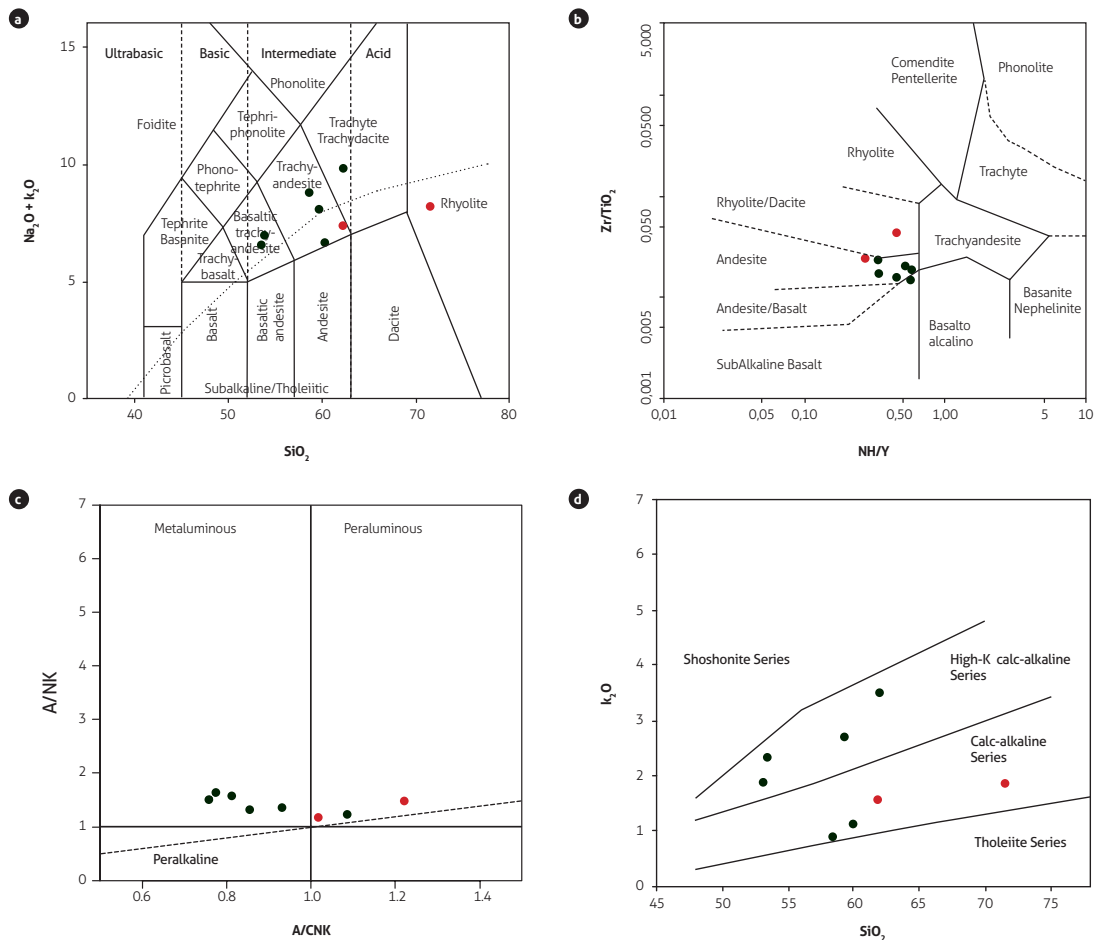 a
15
10
5
0
Na₂O + k₂O
Ultrabasic
Basic
Intermediate
Acid
Phonolite
Foidite
Tephri-
phonolite
Trachyte
Trachydacite
Phono-
tephrite
Trachy-
andesite
Rhyolite
Tephrite
Basanite
Basaltic
trachy-
andesite
Trachy-
basalt
Picrobasalt
Basalt
Basaltic
andesite
Andesite
Dacite
Subalkaline/Tholeiitic
40
50
60
70
80
SiO₂
b
5,000
0,0500
0,050
0,005
0,001
Zr/TiO₂
Comendite
Pentellerite
Phonolite
Rhyolite
Trachyte
Rhyolite/Dacite
Trachyandesite
Andesite
Andesite/Basalt
Basanite
Nephelinite
Basalto
alcalino
SubAlkaline Basalt
0,01
0,05
0,10
0,50
1,00
5
10
NH/Y
c
7
6
5
4
3
2
1
0
A/NK
Metaluminous
Peraluminous
Peralkaline
0.6
0.8
1.0
1.2
1.4
A/CNK
d
7
6
5
4
3
2
1
0
k₂O
Shoshonite Series
High-K calc-alkaline
Series
Calc-alkaline
Series
Tholeiite Series
45
50
55
60
65
70
75
SiO₂